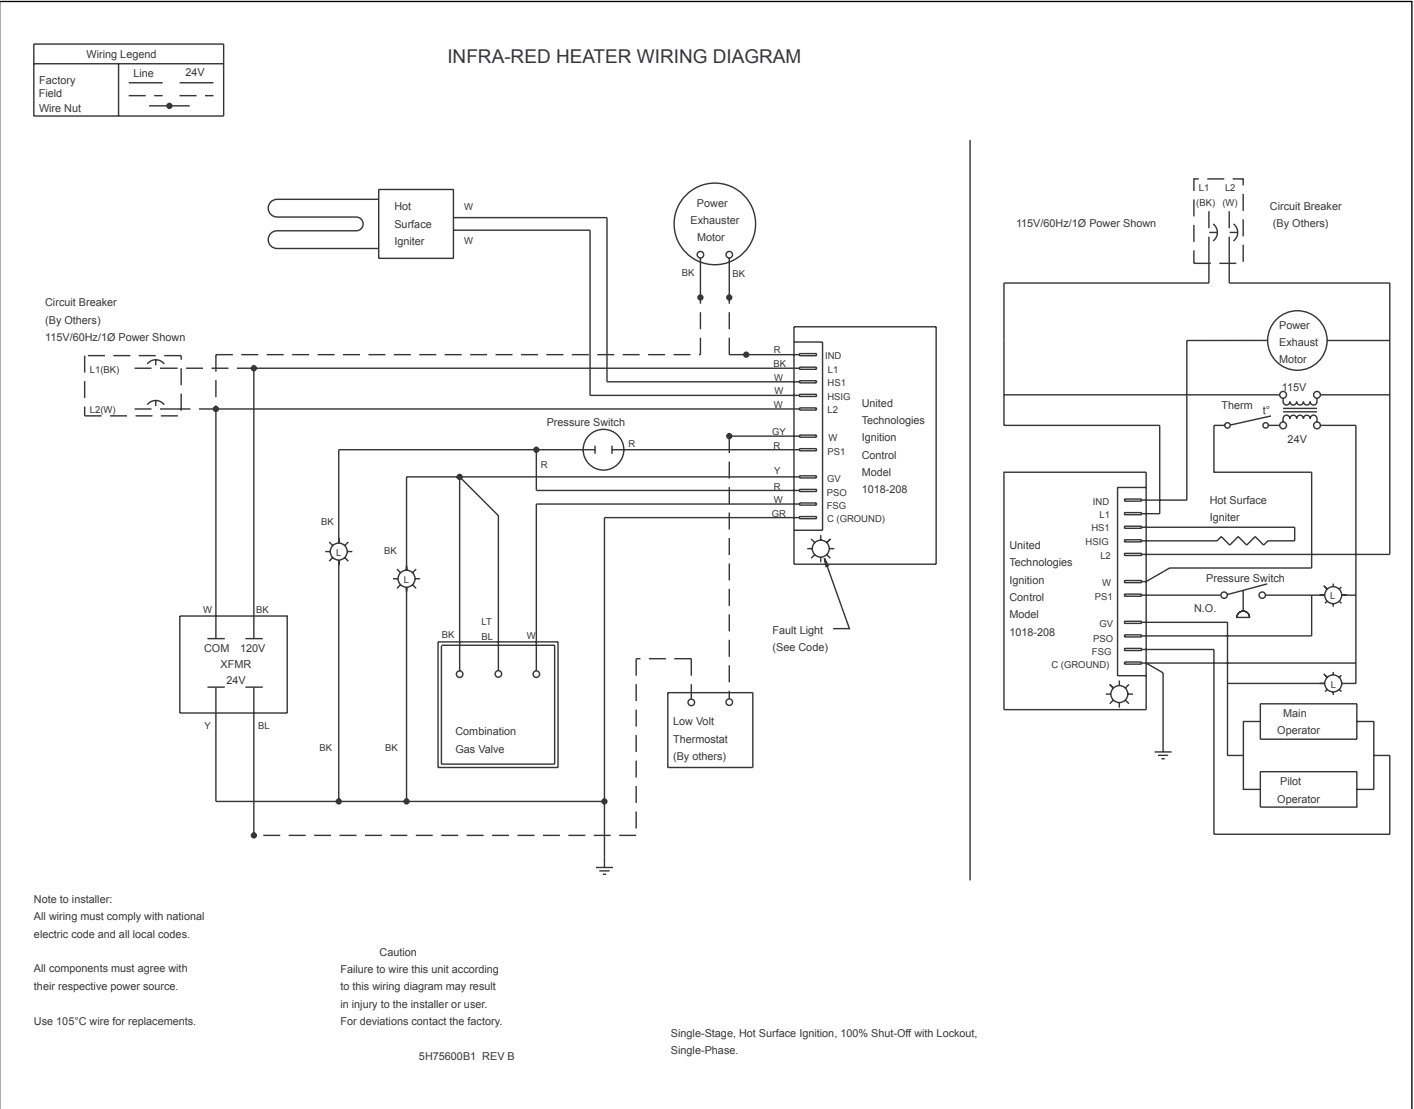 INFRA-RED HEATER WIRING DIAGRAM
Wiring Legend
Line 24V
Factory
Field
Wire Nut
Hot
Surface
Igniter
W
W
Power
Exhauster
Motor
BK BK
Circuit Breaker
(By Others)
115V/60Hz/1Ø Power Shown
L1(BK)
L2(W)
R IND
BK L1
W HS1
W HSIG
W L2
GY W
R PS1
Y GV
R PSO
W FSG
GR C (GROUND)
United
Technologies
Ignition
Control
Model
1018-208
Pressure Switch
R
R
BK
L
BK
L
Fault Light
(See Code)
W BK
COM 120V
XFMR
24V
Y BL
BK
BK
LT
BK BL W
Combination
Gas Valve
Low Volt
Thermostat
(By others)
L1 L2
(BK) (W)
Circuit Breaker
(By Others)
115V/60Hz/1Ø Power Shown
Power
Exhaust
Motor
115V
Therm t°
24V
IND
L1
HS1
HSIG
L2
W
PS1
GV
PSO
FSG
C (GROUND)
United
Technologies
Ignition
Control
Model
1018-208
Hot Surface
Igniter
Pressure Switch
N.O.
L
L
Main
Operator
Pilot
Operator
Note to installer:
All wiring must comply with national
electric code and all local codes.
All components must agree with
their respective power source.
Use 105°C wire for replacements.
Caution
Failure to wire this unit according
to this wiring diagram may result
in injury to the installer or user.
For deviations contact the factory.
5H75600B1 REV B
Single-Stage, Hot Surface Ignition, 100% Shut-Off with Lockout,
Single-Phase.